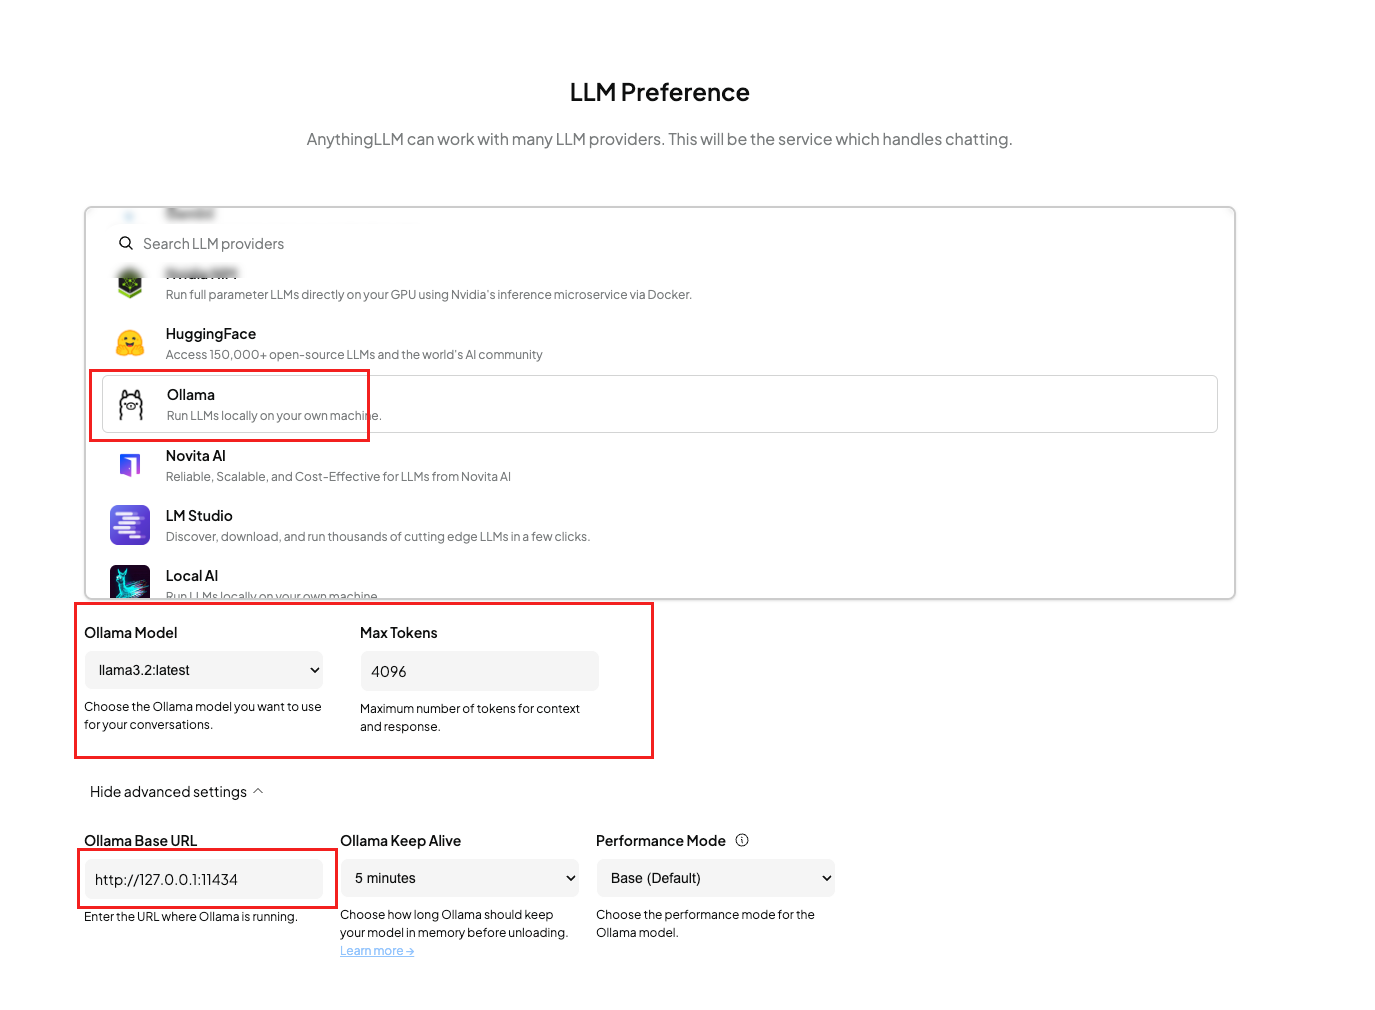 LLM Preference
AnythingLLM can work with many LLM providers. This will be the service which handles chatting.
Search LLM providers
Run full parameter LLMs directly on your GPU using Nvidia's inference microservice via Docker.
HuggingFace
Access 150,000+ open-source LLMs and the world's AI community
Ollama
Run LLMs locally on your own machine.
Novita AI
Reliable, Scalable, and Cost-Effective for LLMs from Novita AI
LM Studio
Discover, download, and run thousands of cutting edge LLMs in a few clicks.
Local AI
Run LLMs locally on your own machine
Ollama Model
Max Tokens
llama3.2:latest
4096
Choose the Ollama model you want to use
for your conversations.
Maximum number of tokens for context
and response.
Hide advanced settings
Ollama Base URL
Ollama Keep Alive
Performance Mode
http://127.0.0.1:11434
5 minutes
Base (Default)
Enter the URL where Ollama is running.
Choose how long Ollama should keep
your model in memory before unloading.
Learn more →
Choose the performance mode for the
Ollama model.